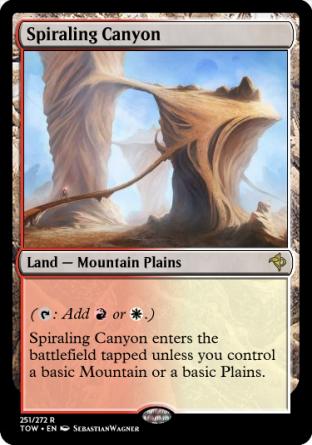 Spiraling Canyon
Land — Mountain Plains
(: Add or .)
Spiraling Canyon enters the
battlefield tapped unless you control
a basic Mountain or a basic Plains.
251/272 R
TOW • EN SebastianWagner